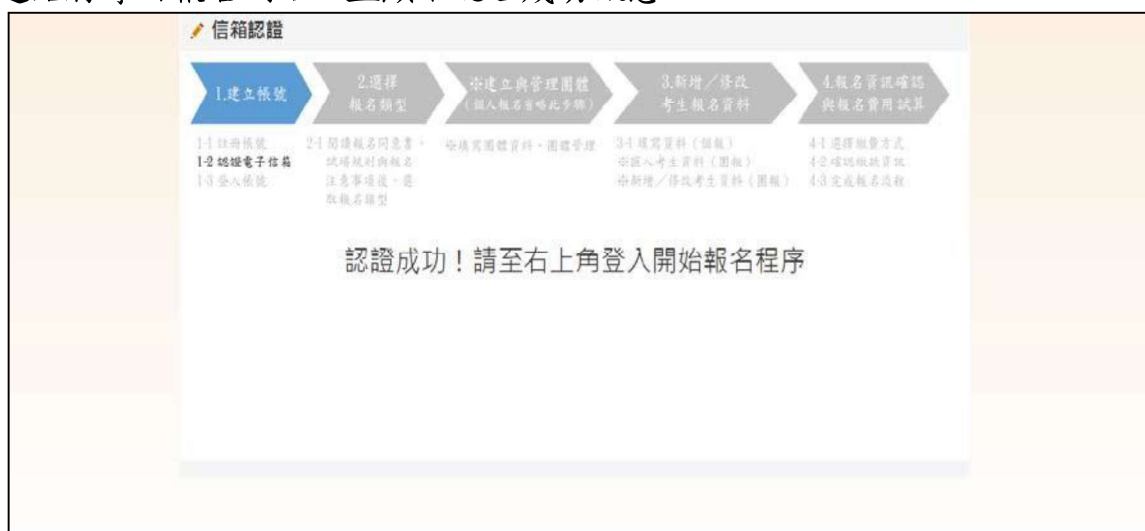 信箱認證
1.建立帳號
2.選擇
報名類型
※建立與管理團體
(個人報名省略此步驟)
3.新增／修改
考生報名資料
4.報名資訊確認
與報名費用試算
1-1 註冊帳號
1-2 認證電子信箱
1-3 登入帳號
2-1 閱讀報名同意書、
試場規則與報名
注意事項後，選
取報名類型
※填寫團體資料、團體管理
3-1 填寫資料（個報）
※匯入考生資料（團報）
※新增／修改考生資料（團報）
4-1 選擇繳費方式
4-2 確認繳款資訊
4-3 完成報名流程
認證成功！請至右上角登入開始報名程序